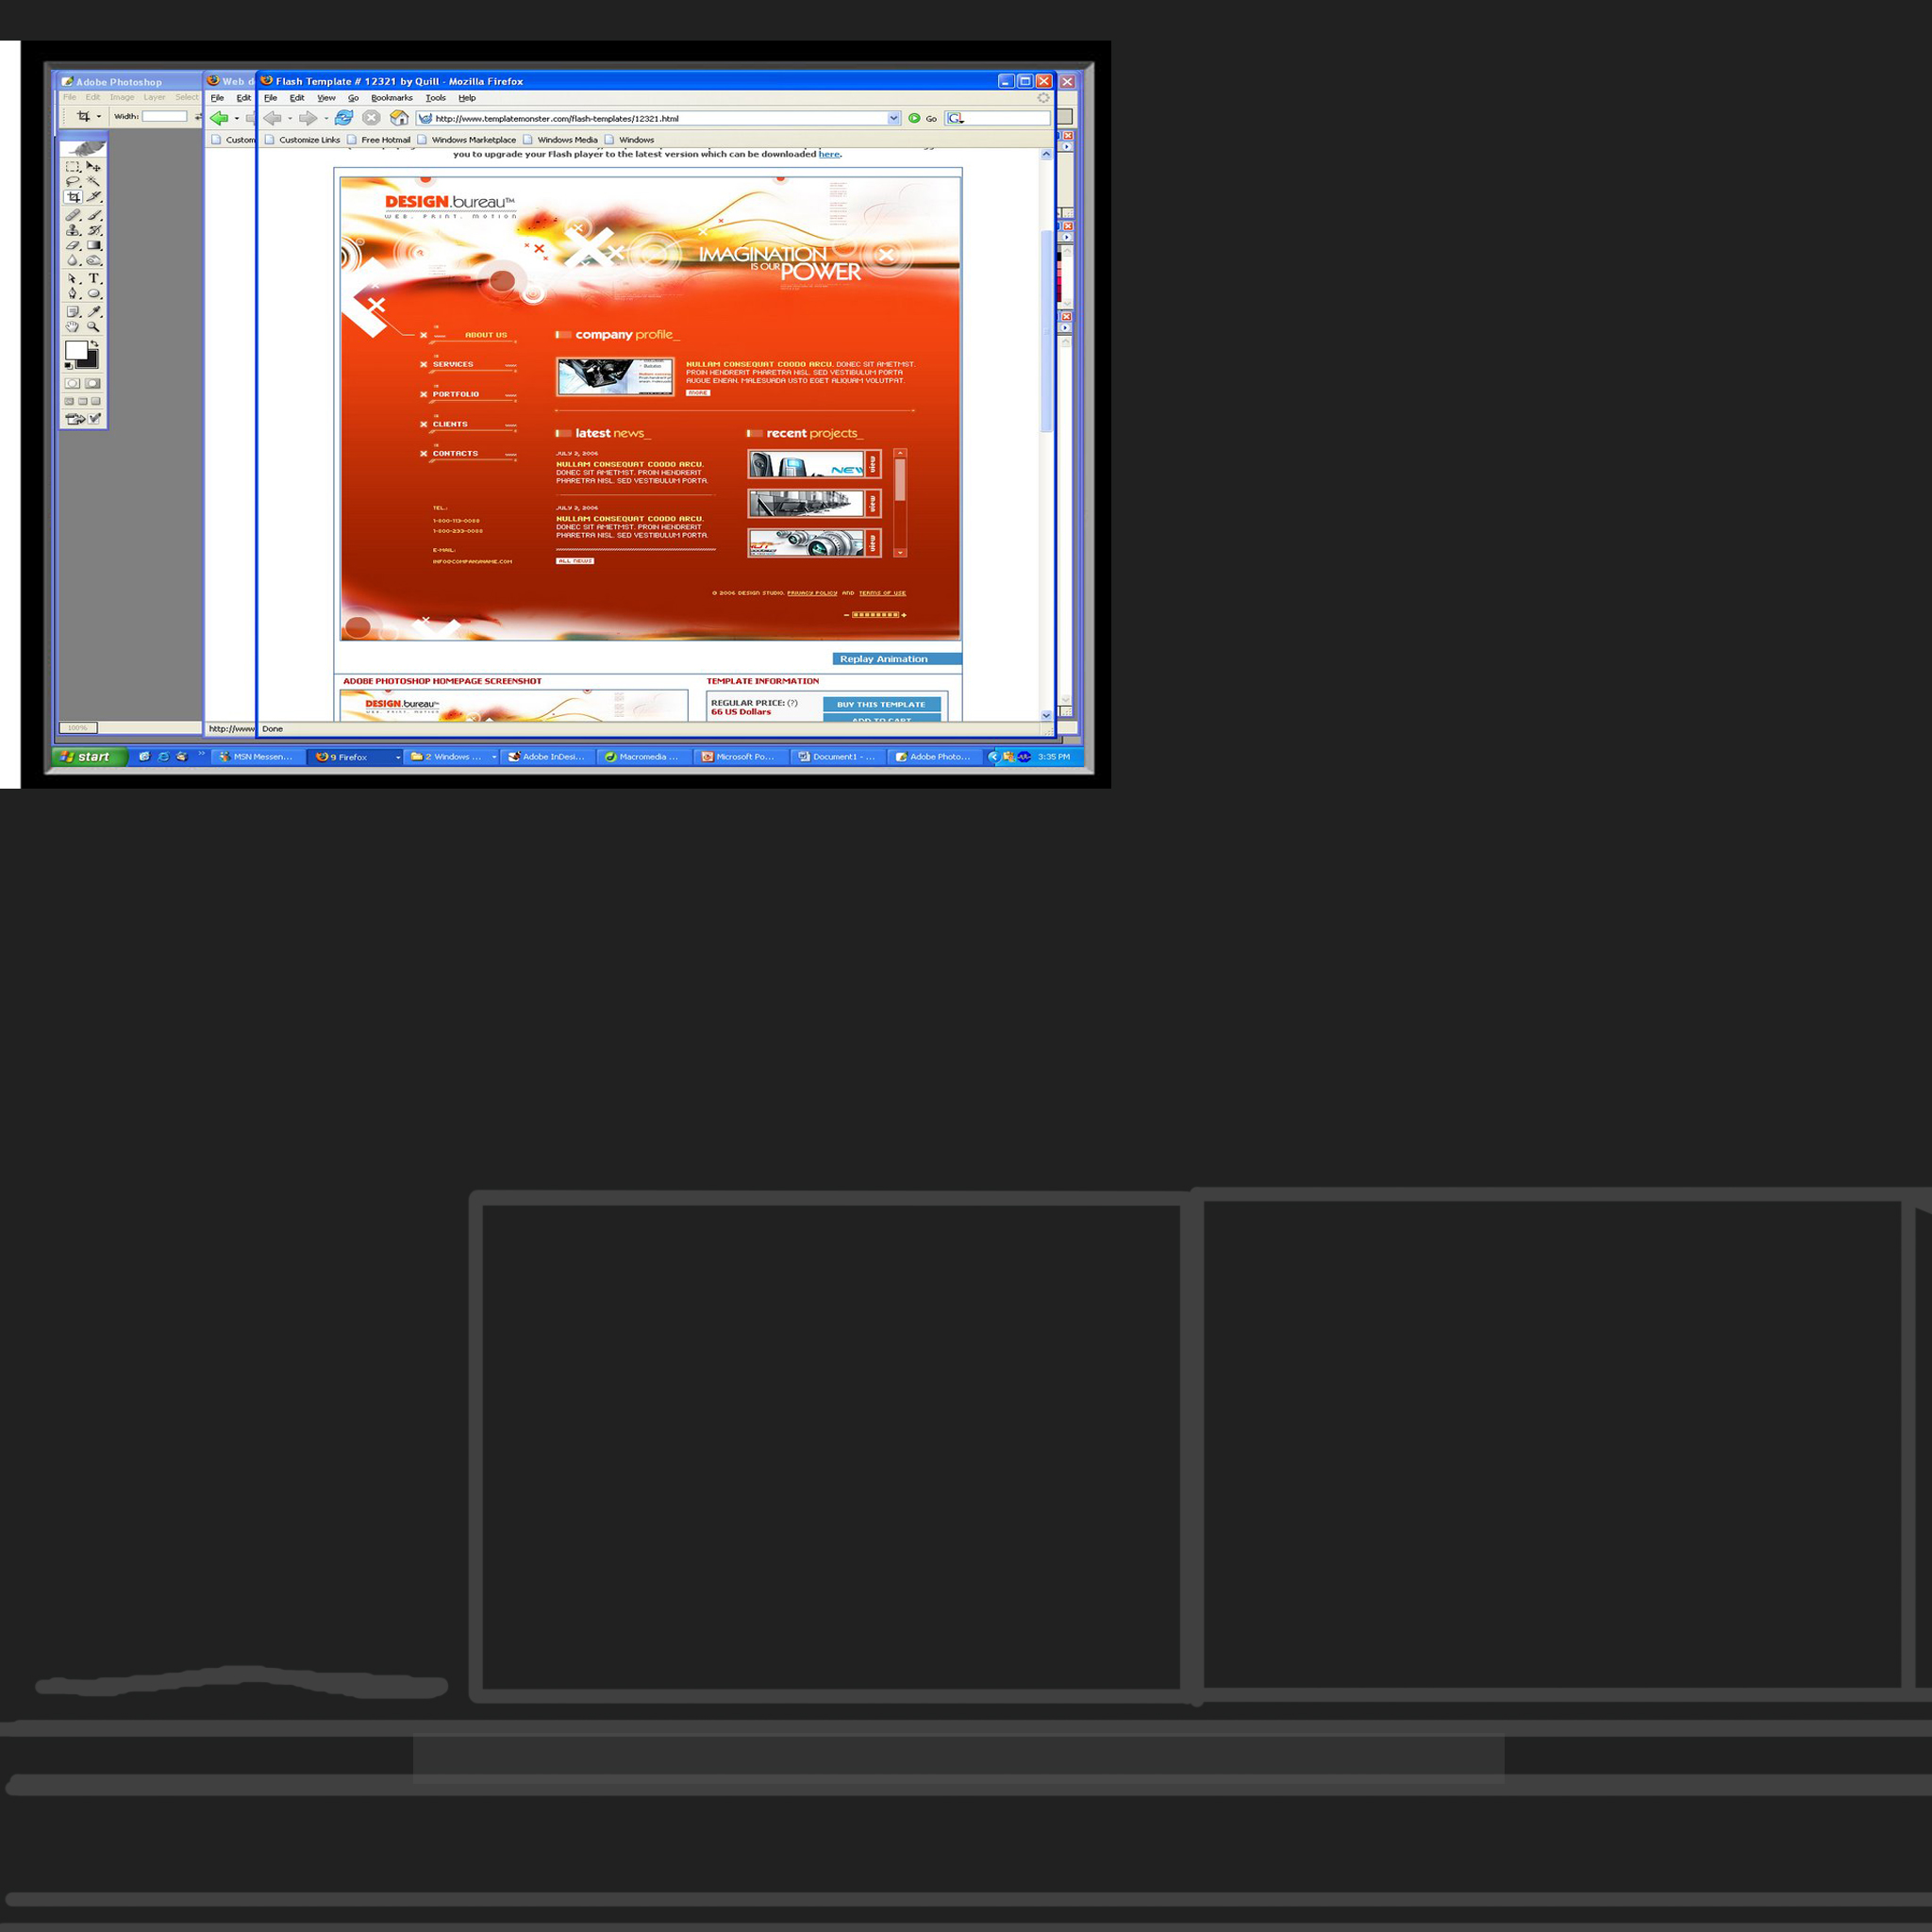 Adobe Photoshop
File Edit Image Layer Select
Width:
100%
Web d
File Edit
Custom
http://www
Flash Template # 12321 by Quill - Mozilla Firefox
File Edit View Go Bookmarks Tools Help
http://www.templatemonster.com/flash-templates/12321.html
Go
Customize Links Free Hotmail Windows Marketplace Windows Media Windows
you to upgrade your Flash player to the latest version which can be downloaded here.
DESIGN.bureau™
WEB. PRINT. MOTION
IMAGINATION
IS OUR POWER
ABOUT US
SERVICES
PORTFOLIO
CLIENTS
CONTACTS
TEL.:
1-800-113-0088
1-800-233-0088
E-MAIL:
INFO@COMPANYNAME.COM
company profile_
NULLAM CONSEQUAT COODO ARCU. DONEC SIT AMETMST.
PROIN HENDRERIT PHARETRA NISL. SED VESTIBULUM PORTA
AUGUE ENEAN. MALESUADA USTO EGET ALIQUAM VOLUTPAT.
MORE
latest news_
JULY 2, 2006
NULLAM CONSEQUAT COODO ARCU.
DONEC SIT AMETMST. PROIN HENDRERIT
PHARETRA NISL. SED VESTIBULUM PORTA.
JULY 2, 2006
NULLAM CONSEQUAT COODO ARCU.
DONEC SIT AMETMST. PROIN HENDRERIT
PHARETRA NISL. SED VESTIBULUM PORTA.
ALL NEWS
recent projects_
NEW
view
view
view
© 2006 DESIGN STUDIO. PRIVACY POLICY AND TERMS OF USE
Replay Animation
ADOBE PHOTOSHOP HOMEPAGE SCREENSHOT
DESIGN.bureau™
WEB. PRINT. MOTION
TEMPLATE INFORMATION
REGULAR PRICE: (?)
66 US Dollars
BUY THIS TEMPLATE
ADD TO CART
Done
start
MSN Messen... 9 Firefox 2 Windows ... Adobe InDesi... Macromedia ... Microsoft Po... Document1 - ... Adobe Photo... 3:35 PM